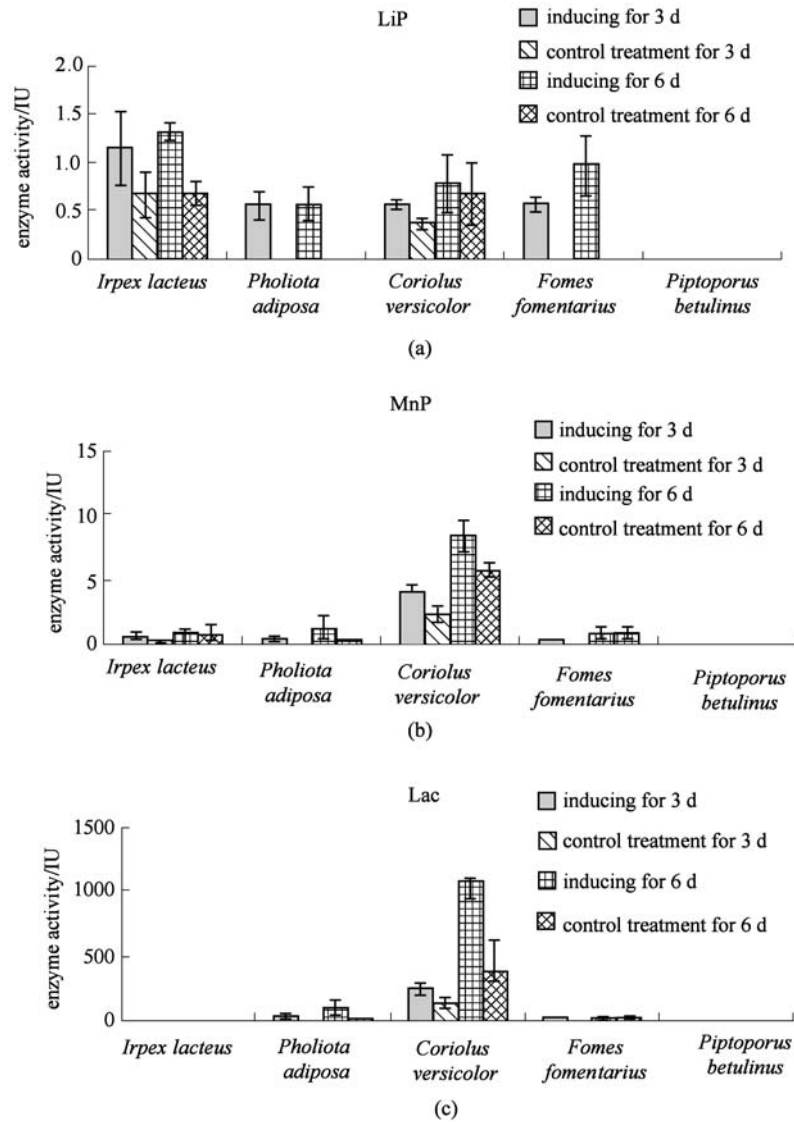 LiP
inducing for 3 d
control treatment for 3 d
inducing for 6 d
control treatment for 6 d
enzyme activity/IU
2.0
1.5
1.0
0.5
0
Irpex lacteus
Pholiota
adiposa
Coriolus
versicolor
Fomes
fomentarius
Piptoporus
betulinus
(a)
MnP
inducing for 3 d
control treatment for 3 d
inducing for 6 d
control treatment for 6 d
enzyme activity/IU
15
10
5
0
Irpex lacteus
Pholiota
adiposa
Coriolus
versicolor
Fomes
fomentarius
Piptoporus
betulinus
(b)
Lac
inducing for 3 d
control treatment for 3 d
inducing for 6 d
control treatment for 6 d
enzyme activity/IU
1500
1000
500
0
Irpex lacteus
Pholiota
adiposa
Coriolus
versicolor
Fomes
fomentarius
Piptoporus
betulinus
(c)